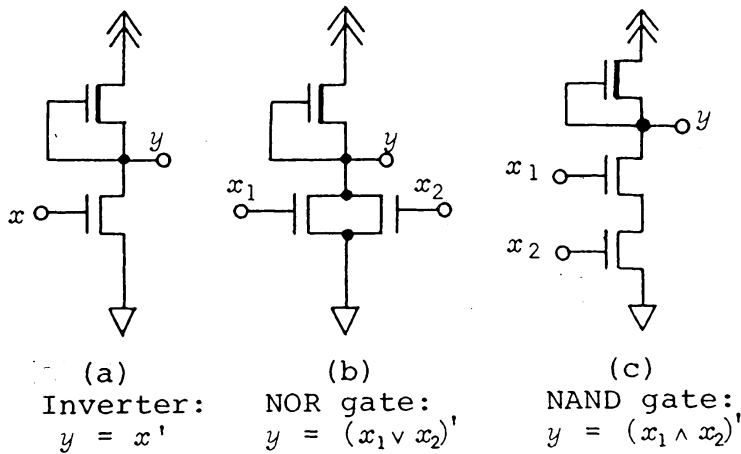 y
x
(a)
Inverter:
y = x'
y
x1
x2
(b)
NOR gate:
y = (x1 ∨ x2)'
y
x1
x2
(c)
NAND gate:
y = (x1 ∧ x2)'